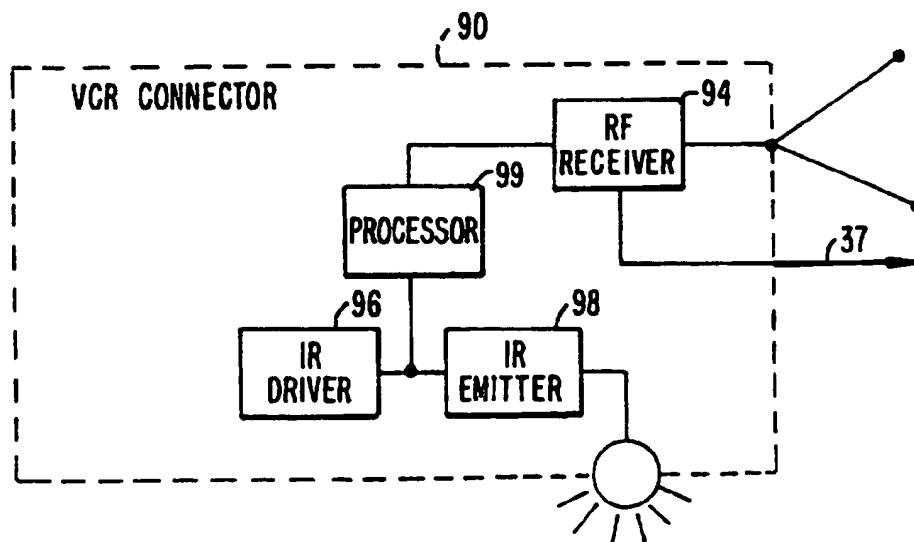 90
VCR CONNECTOR
94
RF
RECEIVER
99
PROCESSOR
37
96
IR
DRIVER
98
IR
EMITTER